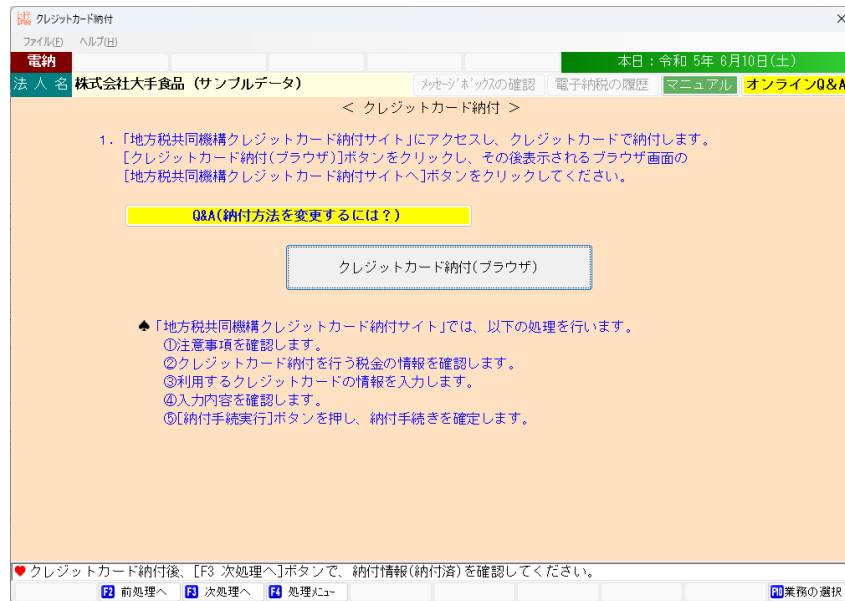 クレジットカード納付
ファイル(F) ヘルプ(H)
電納 本日：令和 5年 6月10日(土)
法 人 名 株式会社大手食品（サンプルデータ） メッセージボックスの確認 電子納税の履歴 マニュアル オンラインQ&A
＜ クレジットカード納付 ＞
1．「地方税共同機構クレジットカード納付サイト」にアクセスし、クレジットカードで納付します。
[クレジットカード納付(ブラウザ)]ボタンをクリックし、その後表示されるブラウザ画面の
[地方税共同機構クレジットカード納付サイトへ]ボタンをクリックしてください。
Q&A(納付方法を変更するには？)
クレジットカード納付(ブラウザ)
♠「地方税共同機構クレジットカード納付サイト」では、以下の処理を行います。
①注意事項を確認します。
②クレジットカード納付を行う税金の情報を確認します。
③利用するクレジットカードの情報を入力します。
④入力内容を確認します。
⑤[納付手続実行]ボタンを押し、納付手続きを確定します。
♥クレジットカード納付後、[F3 次処理へ]ボタンで、納付情報(納付済)を確認してください。
F2 前処理へ F3 次処理へ F4 処理メニュー F10 業務の選択